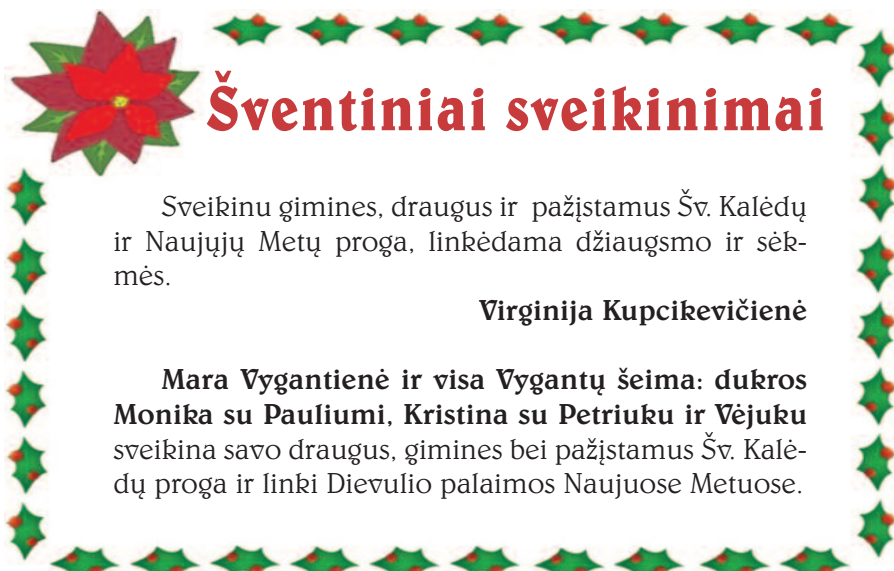 Šventiniai sveikinimai
Sveikinu gimines, draugus ir pažįstamus Šv. Kalėdų
ir Naujųjų Metų proga, linkėdama džiaugsmo ir sėk-
mės.
Virginija Kupcikevičienė
Mara Vygantienė ir visa Vygantų šeima: dukros
Monika su Pauliumi, Kristina su Petriuku ir Vėjuku
sveikina savo draugus, gimines bei pažįstamus Šv. Kalė-
dų proga ir linki Dievulio palaimos Naujuose Metuose.